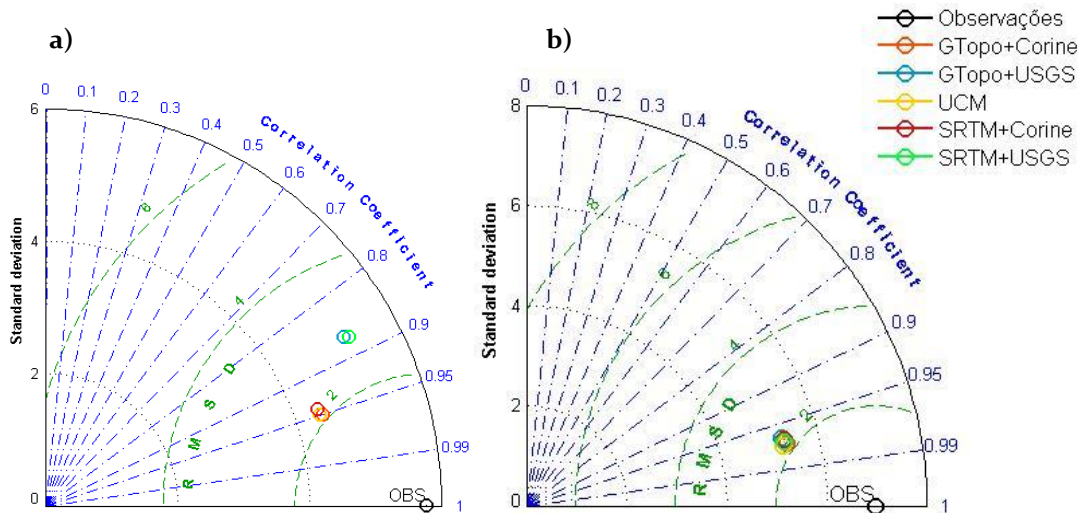 a)
Standard deviation
6
4
2
0
0
0.1
0.2
0.3
0.4
0.5
0.6
0.7
0.8
0.9
0.95
0.99
1
Correlation Coefficient
6
4
2
RMSD
OBS
b)
Standard deviation
8
6
4
2
0
0
0.1
0.2
0.3
0.4
0.5
0.6
0.7
0.8
0.9
0.95
0.99
1
Correlation Coefficient
8
6
4
2
RMSD
OBS
Observações
GTopo+Corine
GTopo+USGS
UCM
SRTM+Corine
SRTM+USGS